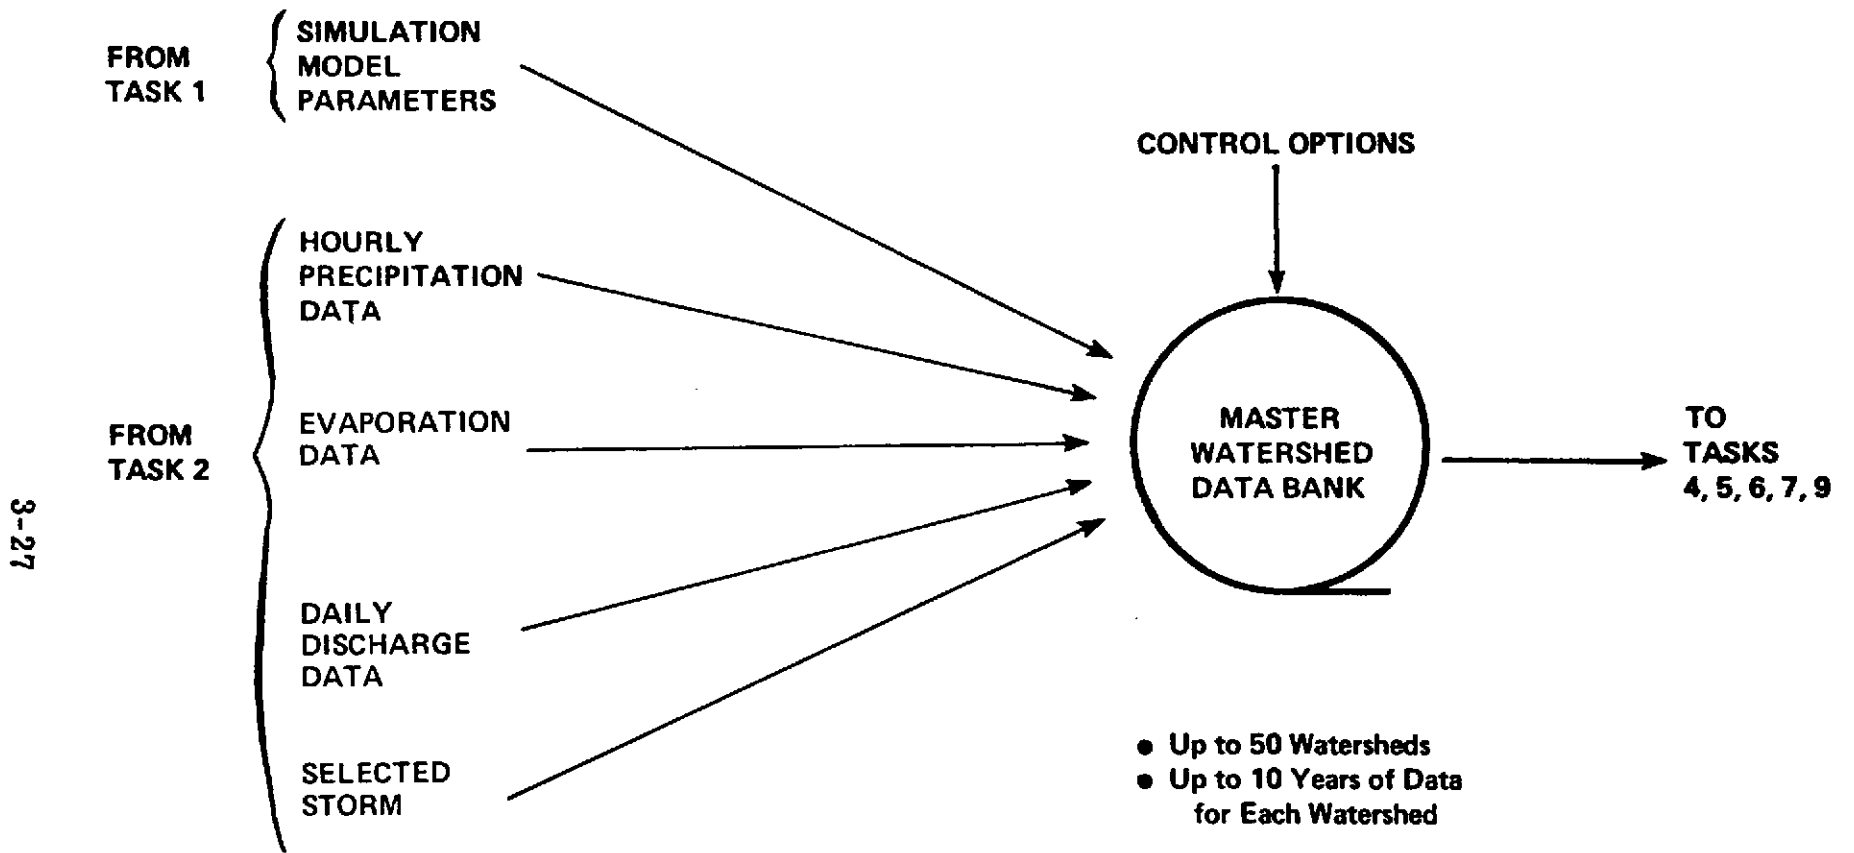 FROM
TASK 1
SIMULATION
MODEL
PARAMETERS
CONTROL OPTIONS
FROM
TASK 2
HOURLY
PRECIPITATION
DATA
EVAPORATION
DATA
DAILY
DISCHARGE
DATA
SELECTED
STORM
MASTER
WATERSHED
DATA BANK
TO
TASKS
4, 5, 6, 7, 9
● Up to 50 Watersheds
● Up to 10 Years of Data
for Each Watershed
3-27